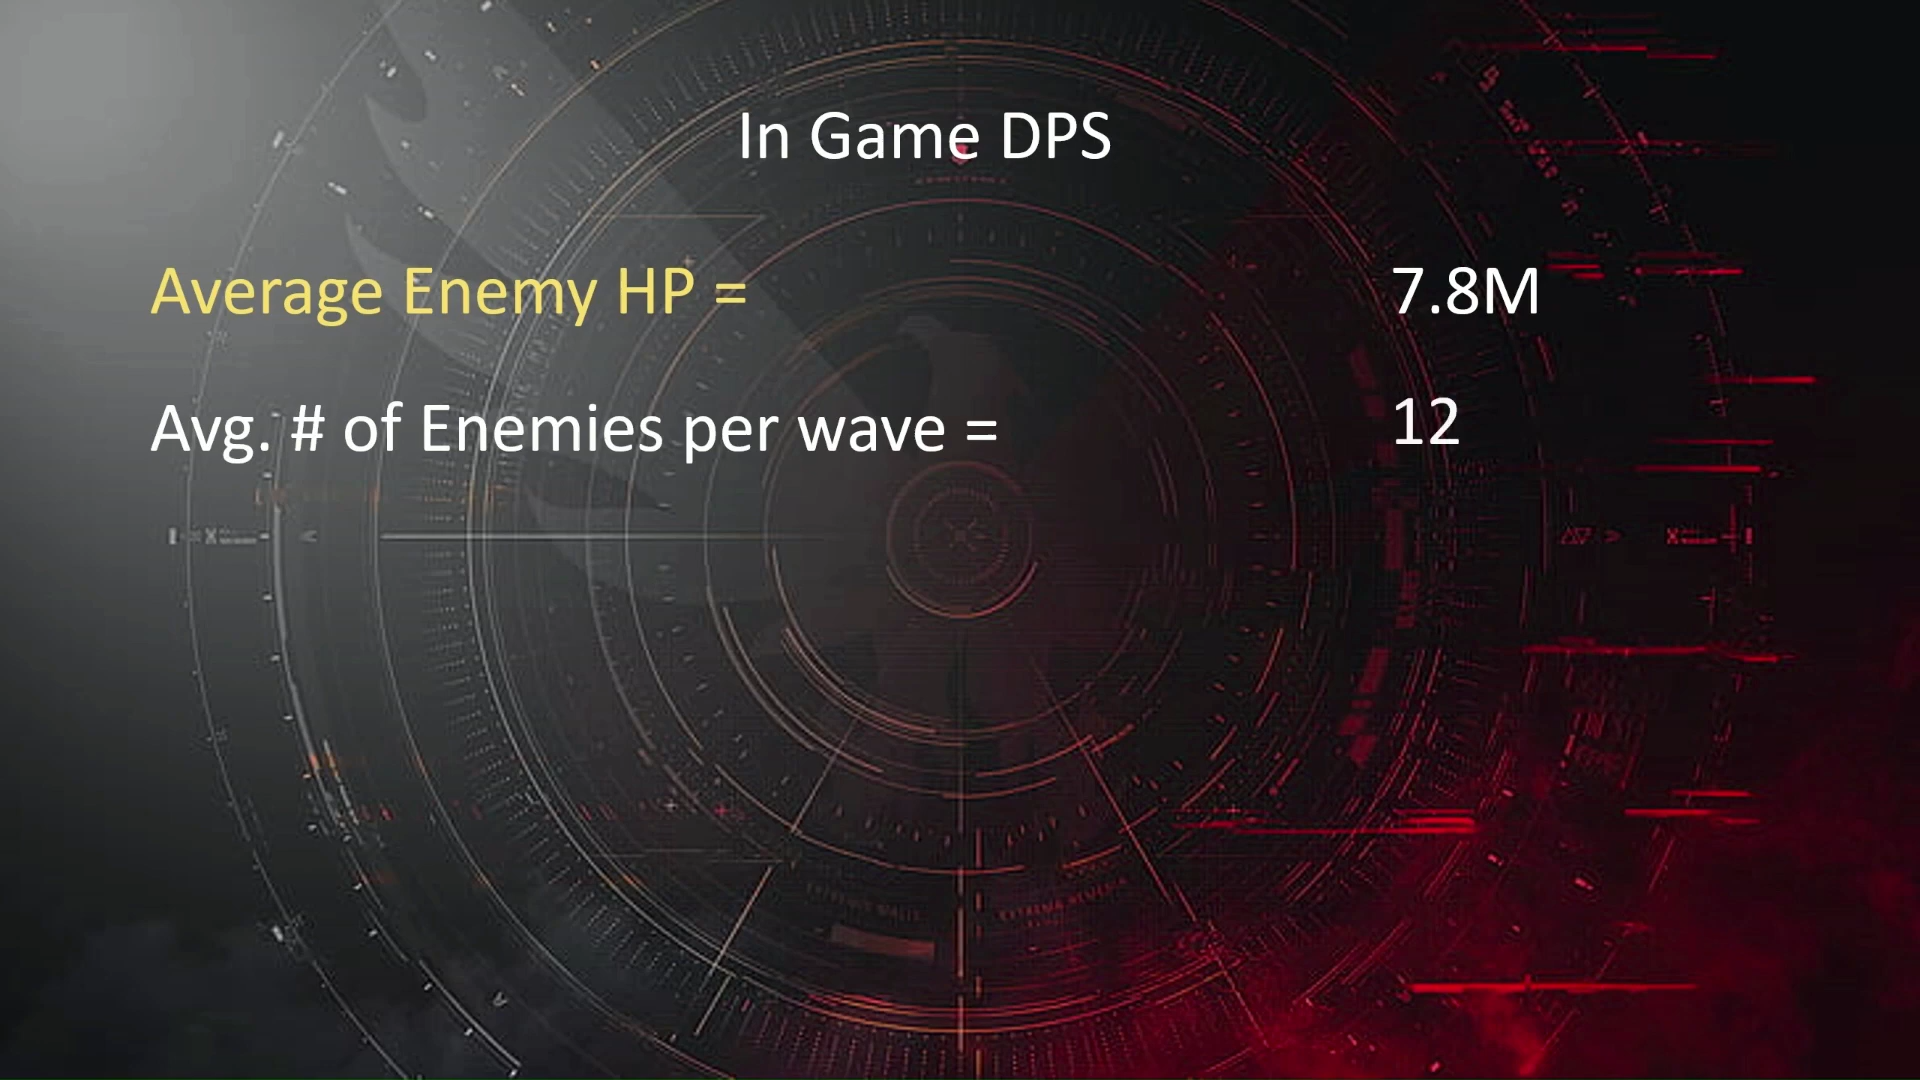 In Game DPS
Average Enemy HP = 7.8M
Avg. # of Enemies per wave = 12